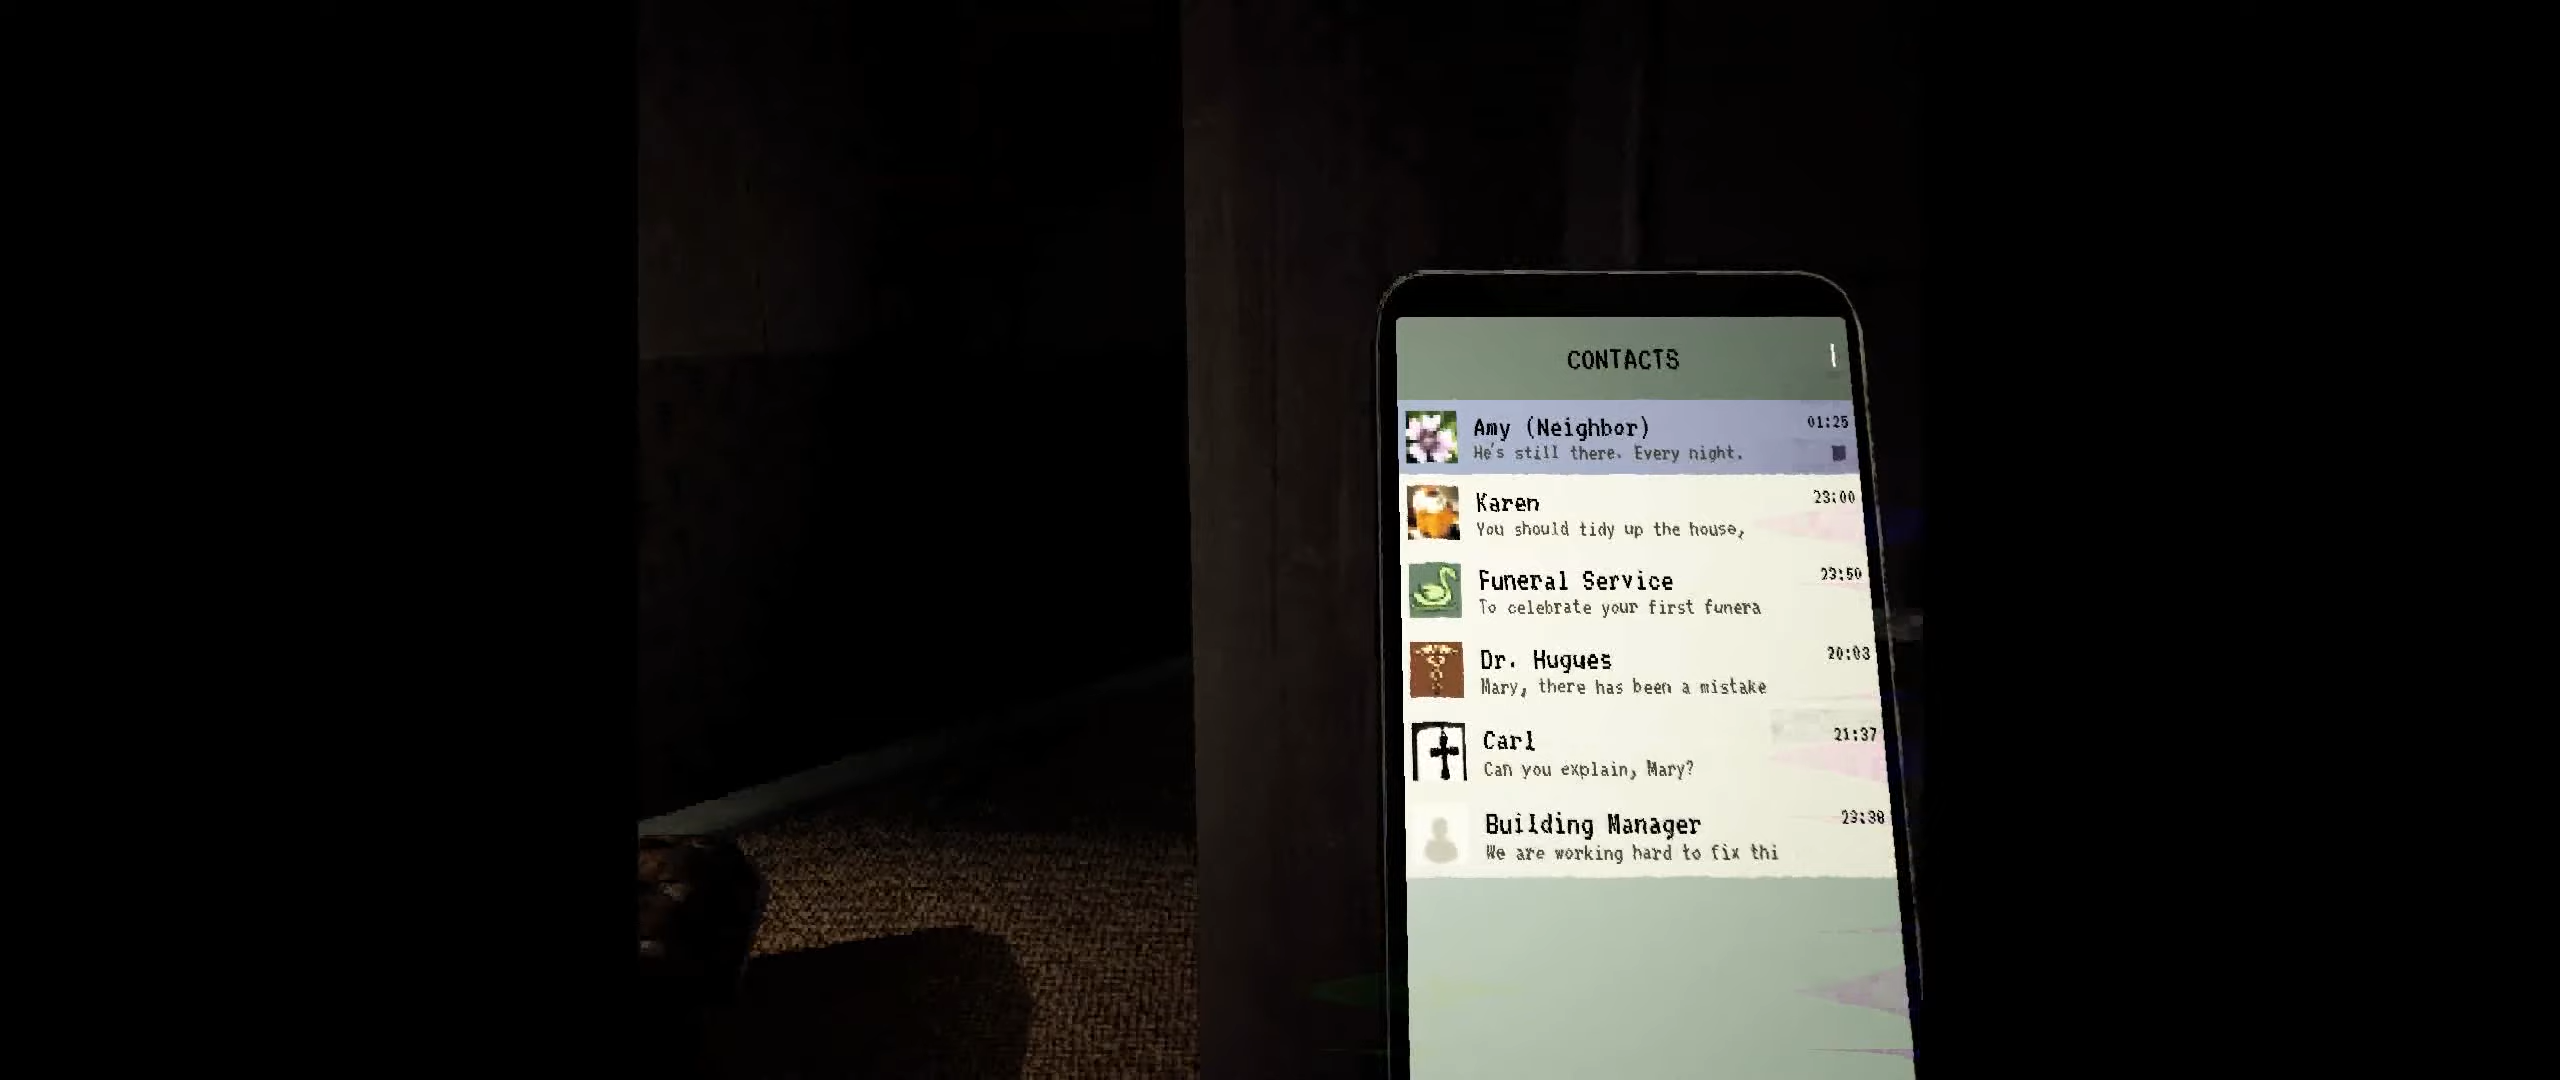 CONTACTS
Amy (Neighbor) 01:25
He's still there. Every night.
Karen 23:00
You should tidy up the house,
Funeral Service 23:50
To celebrate your first funera
Dr. Hugues 20:03
Mary, there has been a mistake
Carl 21:37
Can you explain, Mary?
Building Manager 23:38
We are working hard to fix thi